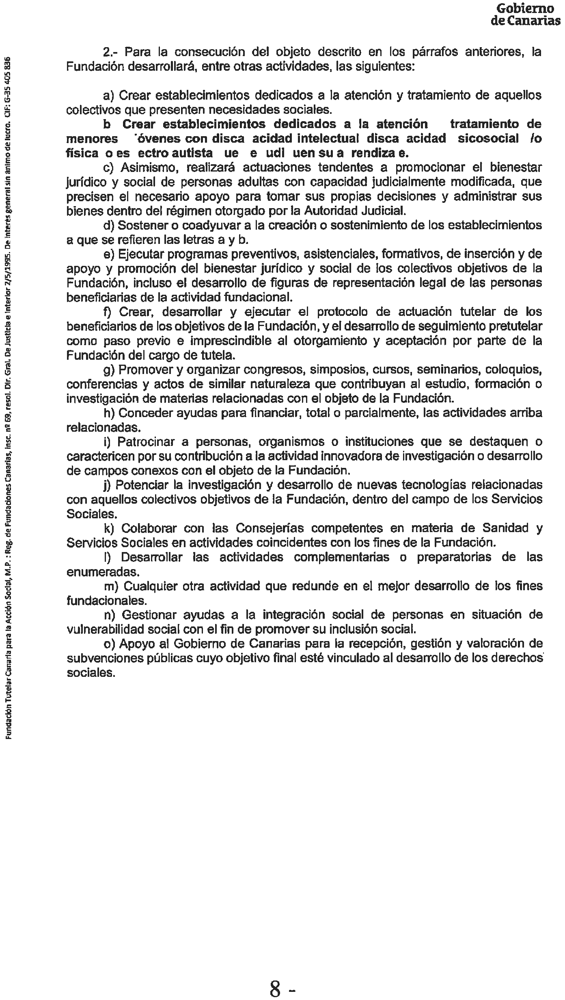 Gobierno
de Canarias
2.- Para la consecución del objeto descrito en los párrafos anteriores, la
Fundación desarrollará, entre otras actividades, las siguientes:
a) Crear establecimientos dedicados a la atención y tratamiento de aquellos
colectivos que presenten necesidades sociales.
b Crear establecimientos dedicados a la atención tratamiento de
menores óvenes con disca acidad intelectual disca acidad sicosocial /o
física o es ectro autista ue e udi uen su a rendiza e.
c) Asimismo, realizará actuaciones tendentes a promocionar el bienestar
jurídico y social de personas adultas con capacidad judicialmente modificada, que
precisen el necesario apoyo para tomar sus propias decisiones y administrar sus
bienes dentro del régimen otorgado por la Autoridad Judicial.
d) Sostener o coadyuvar a la creación o sostenimiento de los establecimientos
a que se refieren las letras a y b.
e) Ejecutar programas preventivos, asistenciales, formativos, de inserción y de
apoyo y promoción del bienestar jurídico y social de los colectivos objetivos de la
Fundación, incluso el desarrollo de figuras de representación legal de las personas
beneficiarias de la actividad fundacional.
f) Crear, desarrollar y ejecutar el protocolo de actuación tutelar de los
beneficiarios de los objetivos de la Fundación, y el desarrollo de seguimiento pretutelar
como paso previo e imprescindible al otorgamiento y aceptación por parte de la
Fundación del cargo de tutela.
g) Promover y organizar congresos, simposios, cursos, seminarios, coloquios,
conferencias y actos de similar naturaleza que contribuyan al estudio, formación o
investigación de materias relacionadas con el objeto de la Fundación.
h) Conceder ayudas para financiar, total o parcialmente, las actividades arriba
relacionadas.
i) Patrocinar a personas, organismos o instituciones que se destaquen o
caractericen por su contribución a la actividad innovadora de investigación o desarrollo
de campos conexos con el objeto de la Fundación.
j) Potenciar la investigación y desarrollo de nuevas tecnologías relacionadas
con aquellos colectivos objetivos de la Fundación, dentro del campo de los Servicios
Sociales.
k) Colaborar con las Consejerías competentes en materia de Sanidad y
Servicios Sociales en actividades coincidentes con los fines de la Fundación.
l) Desarrollar las actividades complementarias o preparatorias de las
enumeradas.
m) Cualquier otra actividad que redunde en el mejor desarrollo de los fines
fundacionales.
n) Gestionar ayudas a la integración social de personas en situación de
vulnerabilidad social con el fin de promover su inclusión social.
o) Apoyo al Gobierno de Canarias para la recepción, gestión y valoración de
subvenciones públicas cuyo objetivo final esté vinculado al desarrollo de los derechos
sociales.
Fundación Tutelar Canaria para la Acción Social, M.P. : Reg. de Fundaciones Canarias, Insc. nº 69, resol. Dir. Gral. De Justicia e Interior 2/5/1995. De interés general sin ánimo de lucro. CIF: G-35 405 836
8 -